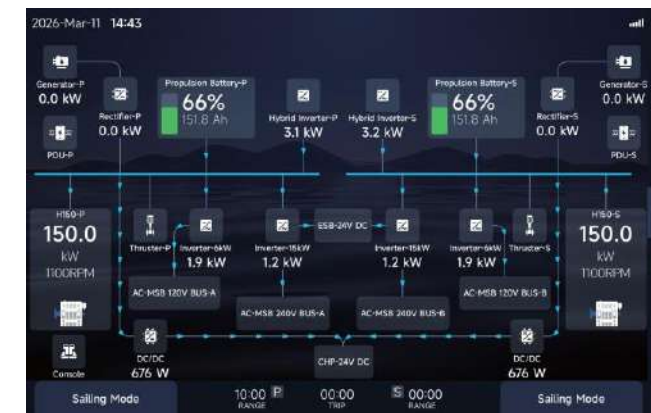 2026-Mar-11 14:43
Generator-P
0.0 kW
Rectifier-P
0.0 kW
PDU-P
Propulsion Battery-P
66%
151.8 Ah
Hybrid Inverter-P
3.1 kW
Hybrid Inverter-S
3.2 kW
Propulsion Battery-S
66%
151.8 Ah
Rectifier-S
0.0 kW
Generator-S
0.0 kW
PDU-S
H150-P
150.0
kW
1100RPM
Thruster-P
Inverter-6kW
1.9 kW
Inverter-15kW
1.2 kW
ESB-24V DC
Inverter-15kW
1.2 kW
Inverter-6kW
1.9 kW
Thruster-S
H150-S
150.0
kW
1100RPM
AC-MSB 120V BUS-A
AC-MSB 240V BUS-A
AC-MSB 240V BUS-B
AC-MSB 120V BUS-B
Console
DC/DC
676 W
CHP-24V DC
DC/DC
676 W
Sailing Mode
10:00 P
RANGE
00:00
TRIP
S 00:00
RANGE
Sailing Mode